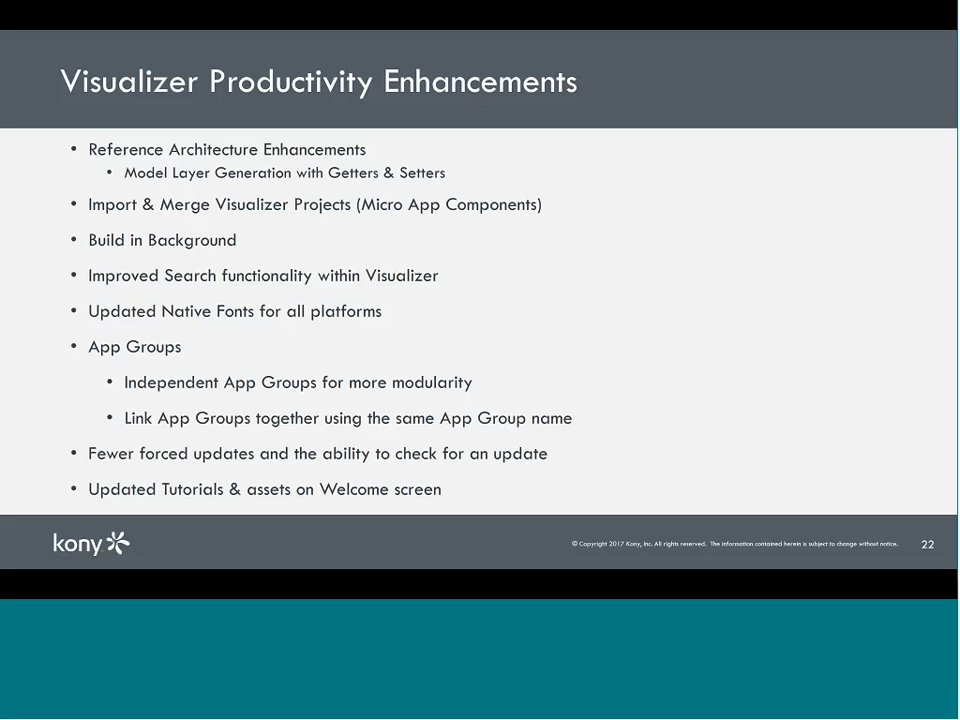 Visualizer Productivity Enhancements
• Reference Architecture Enhancements
• Model Layer Generation with Getters & Setters
• Import & Merge Visualizer Projects (Micro App Components)
• Build in Background
• Improved Search functionality within Visualizer
• Updated Native Fonts for all platforms
• App Groups
• Independent App Groups for more modularity
• Link App Groups together using the same App Group name
• Fewer forced updates and the ability to check for an update
• Updated Tutorials & assets on Welcome screen
kony
© Copyright 2017 Kony, Inc. All rights reserved. The information contained herein is subject to change without notice.
22